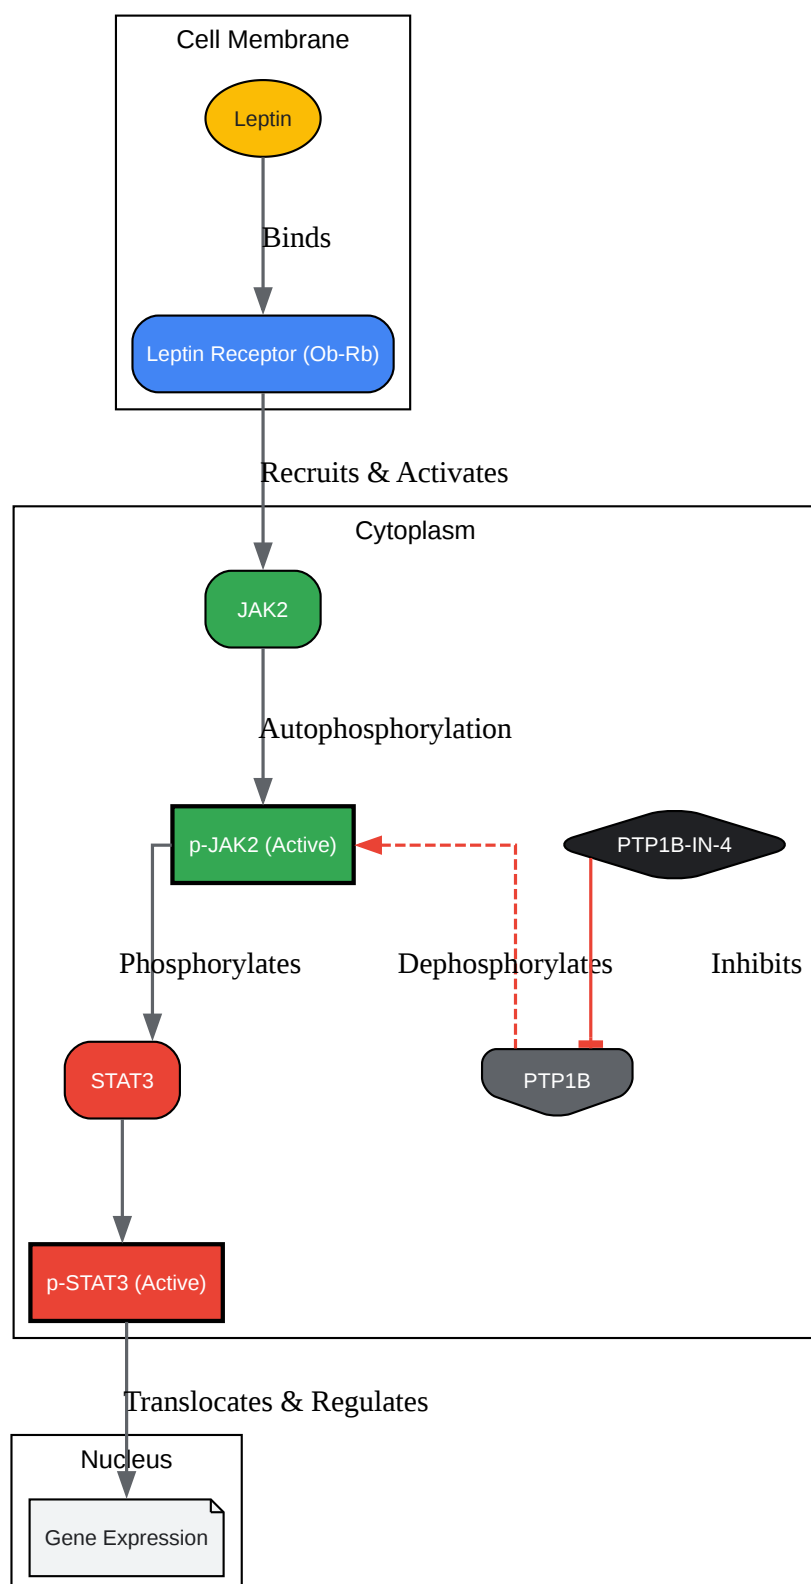 Cell Membrane
Leptin
Binds
Leptin Receptor (Ob-Rb)
Recruits & Activates
Cytoplasm
JAK2
Autophosphorylation
p-JAK2 (Active)
PTP1B-IN-4
Phosphorylates
Dephosphorylates
Inhibits
STAT3
PTP1B
p-STAT3 (Active)
Translocates & Regulates
Nucleus
Gene Expression